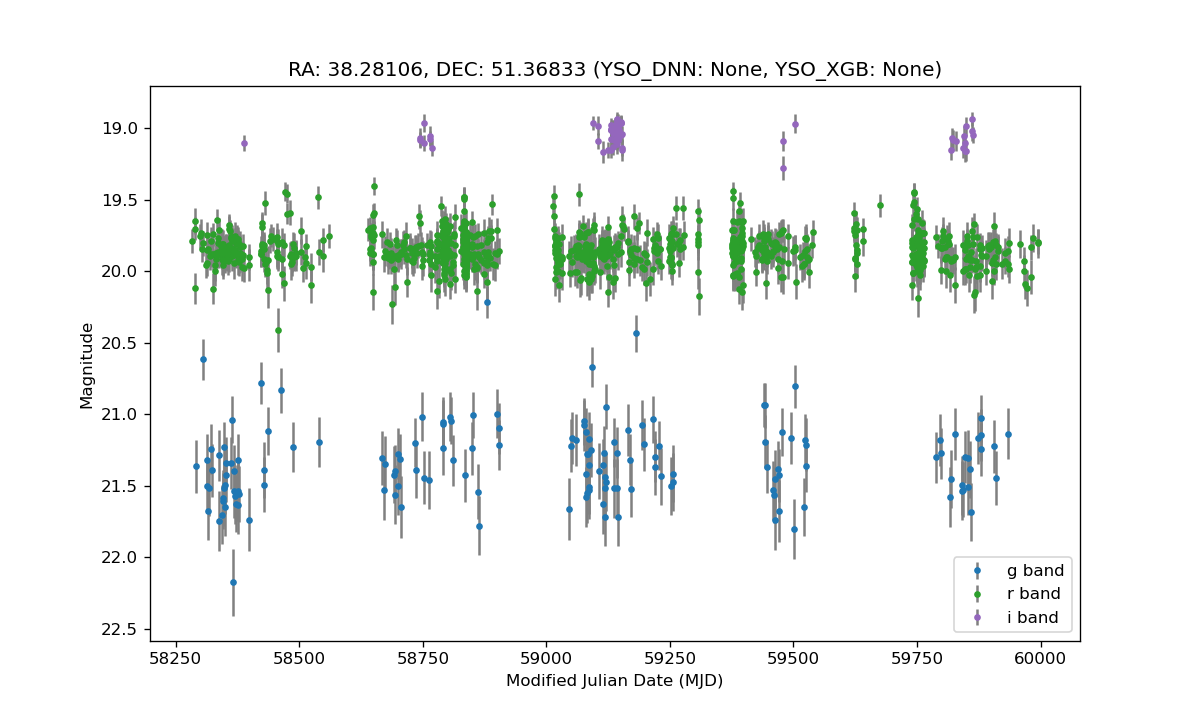 RA: 38.28106, DEC: 51.36833 (YSO_DNN: None, YSO_XGB: None)
Magnitude
19.0
19.5
20.0
20.5
21.0
21.5
22.0
22.5
g band
r band
i band
58250 58500 58750 59000 59250 59500 59750 60000
Modified Julian Date (MJD)